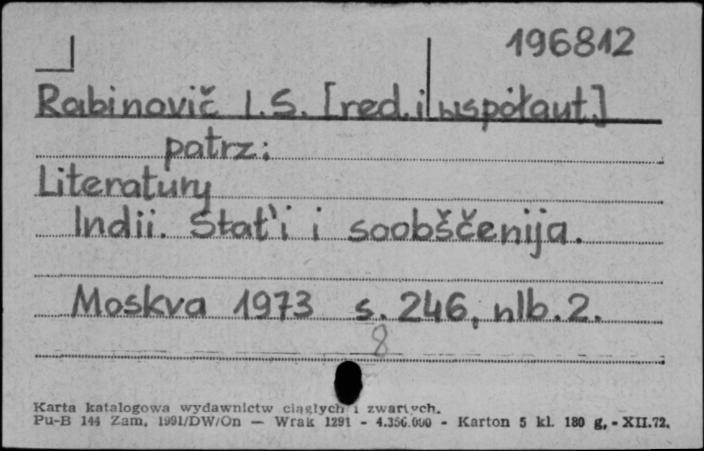 196812
Rabinovič I.S. [red. i współaut.]
patrz:
Literatury
Indii. Stat'i i soobščenija.
Moskva 1973 s. 246, nlb. 2.
8
Karta katalogowa wydawnictw ciągłych i zwartych.
Pu-B 144 Zam. 1991/DW/On — Wrak 1291 - 4.356.000 - Karton 5 kl. 180 g, - XII.72.